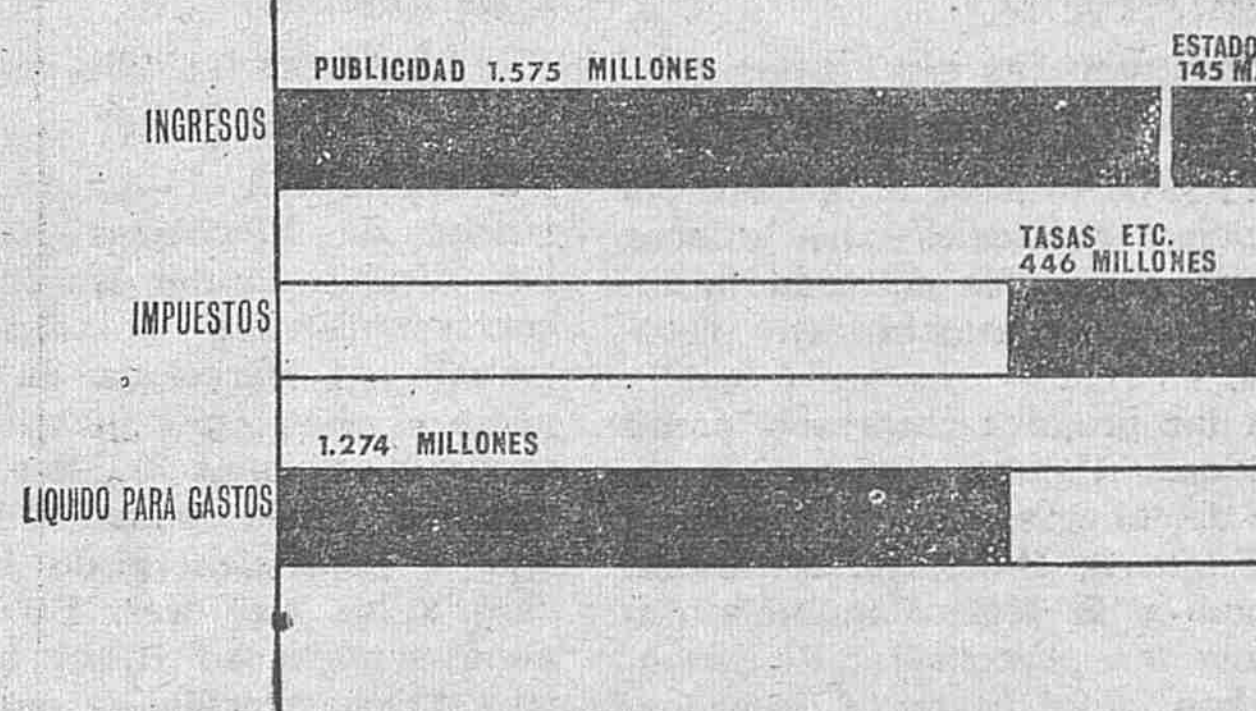 PUBLICIDAD 1.575 MILLONES
ESTADO
145 M
INGRESOS
TASAS ETC.
446 MILLONES
IMPUESTOS
1.274 MILLONES
LIQUIDO PARA GASTOS